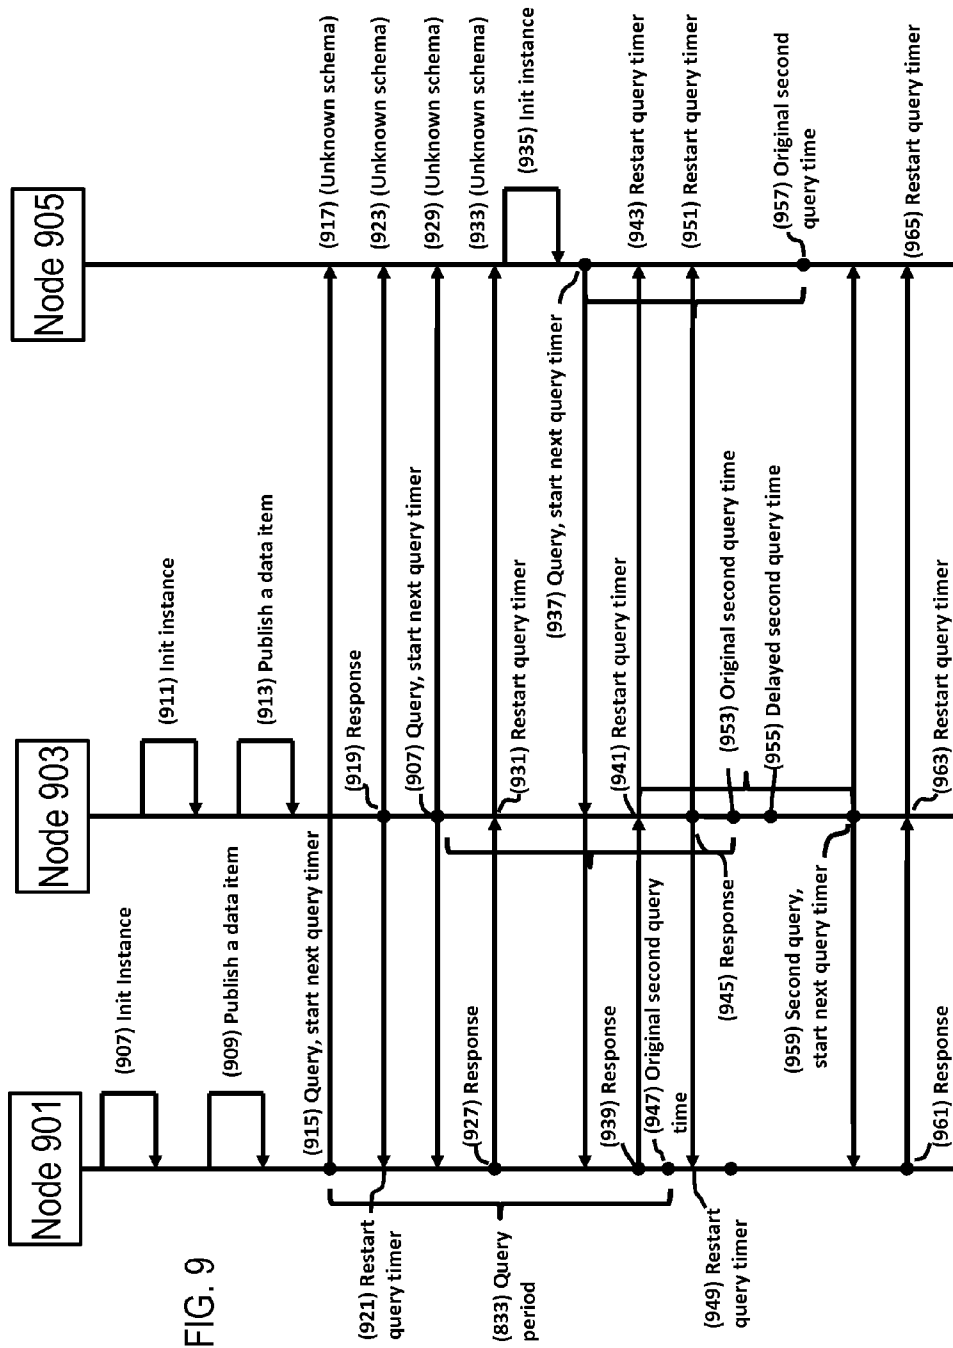 FIG. 9
Node 901
Node 903
Node 905
(907) Init Instance
(909) Publish a data item
(911) Init instance
(913) Publish a data item
(915) Query, start next query timer
(917) (Unknown schema)
(919) Response
(921) Restart
query timer
(923) (Unknown schema)
(907) Query, start next query timer
(929) (Unknown schema)
(927) Response
(833) Query
period
(931) Restart query timer
(933) (Unknown schema)
(935) Init instance
(937) Query, start next query timer
(939) Response
(941) Restart query timer
(943) Restart query timer
(947) Original second query
time
(945) Response
(949) Restart
query timer
(951) Restart query timer
(953) Original second query time
(955) Delayed second query time
(957) Original second
query time
(959) Second query,
start next query timer
(961) Response
(963) Restart query timer
(965) Restart query timer